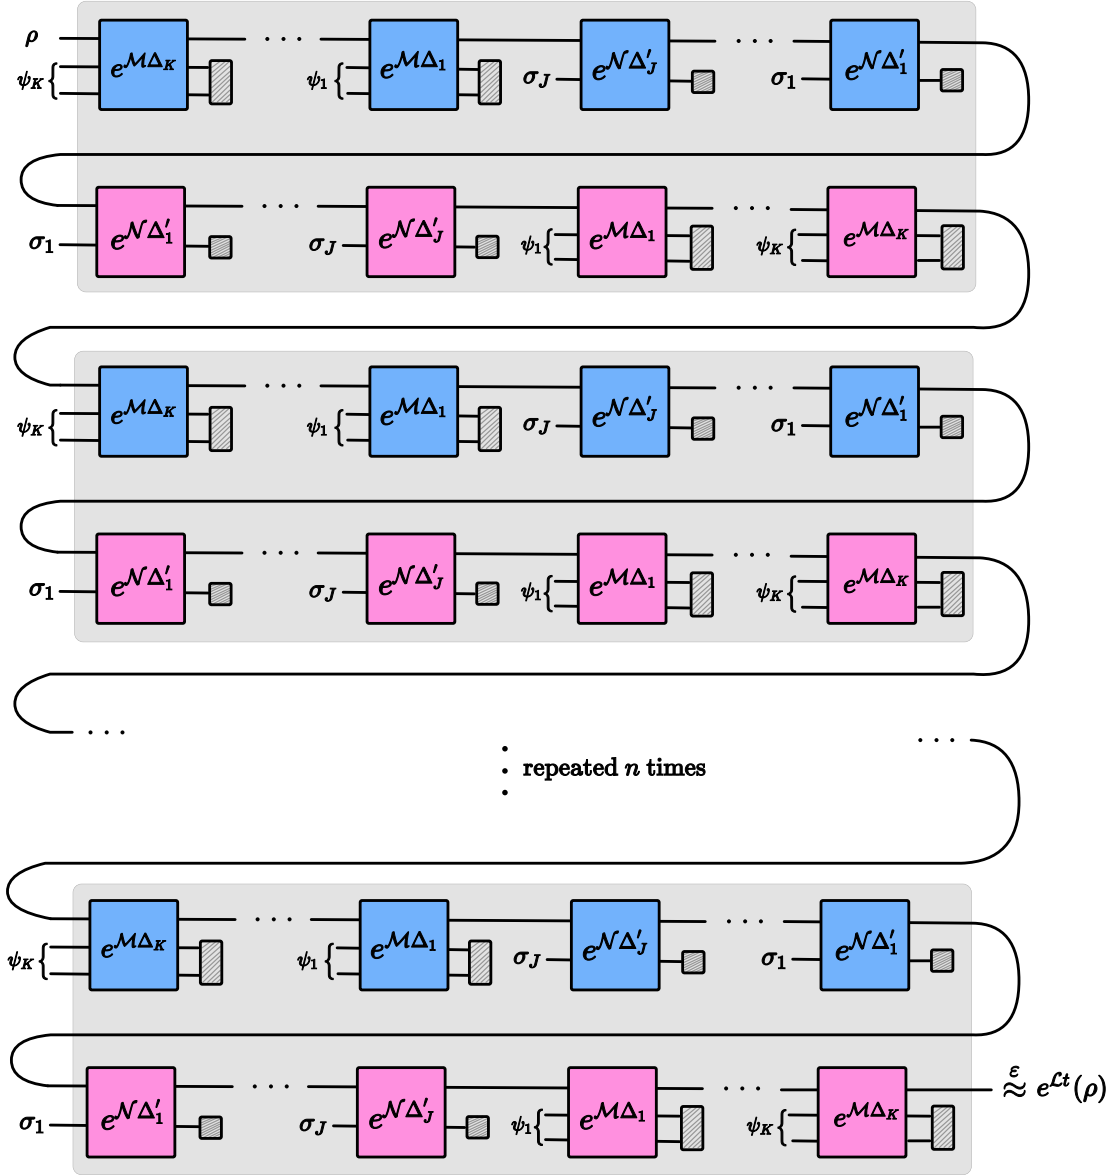 ρ e^{𝓜Δ_K} · · · e^{𝓜Δ_1} e^{𝓝Δ'_J} · · · e^{𝓝Δ'_1}
ψ_K{ ψ_1{ σ_J σ_1
e^{𝓝Δ'_1} · · · e^{𝓝Δ'_J} e^{𝓜Δ_1} · · · e^{𝓜Δ_K}
σ_1 σ_J ψ_1{ ψ_K{
e^{𝓜Δ_K} · · · e^{𝓜Δ_1} e^{𝓝Δ'_J} · · · e^{𝓝Δ'_1}
ψ_K{ ψ_1{ σ_J σ_1
e^{𝓝Δ'_1} · · · e^{𝓝Δ'_J} e^{𝓜Δ_1} · · · e^{𝓜Δ_K}
σ_1 σ_J ψ_1{ ψ_K{
· · · · · ·
⋮ repeated n times
e^{𝓜Δ_K} · · · e^{𝓜Δ_1} e^{𝓝Δ'_J} · · · e^{𝓝Δ'_1}
ψ_K{ ψ_1{ σ_J σ_1
e^{𝓝Δ'_1} · · · e^{𝓝Δ'_J} e^{𝓜Δ_1} · · · e^{𝓜Δ_K} ≈^ε e^{𝓛t}(ρ)
σ_1 σ_J ψ_1{ ψ_K{